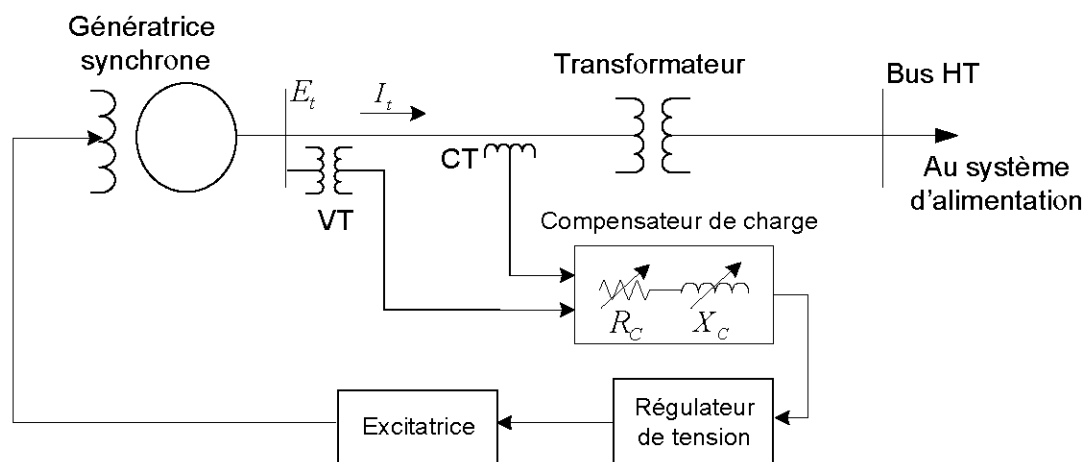 Génératrice
synchrone
E_t
I_t
Transformateur
Bus HT
CT
VT
Au système
d'alimentation
Compensateur de charge
R_C
X_C
Excitatrice
Régulateur
de tension